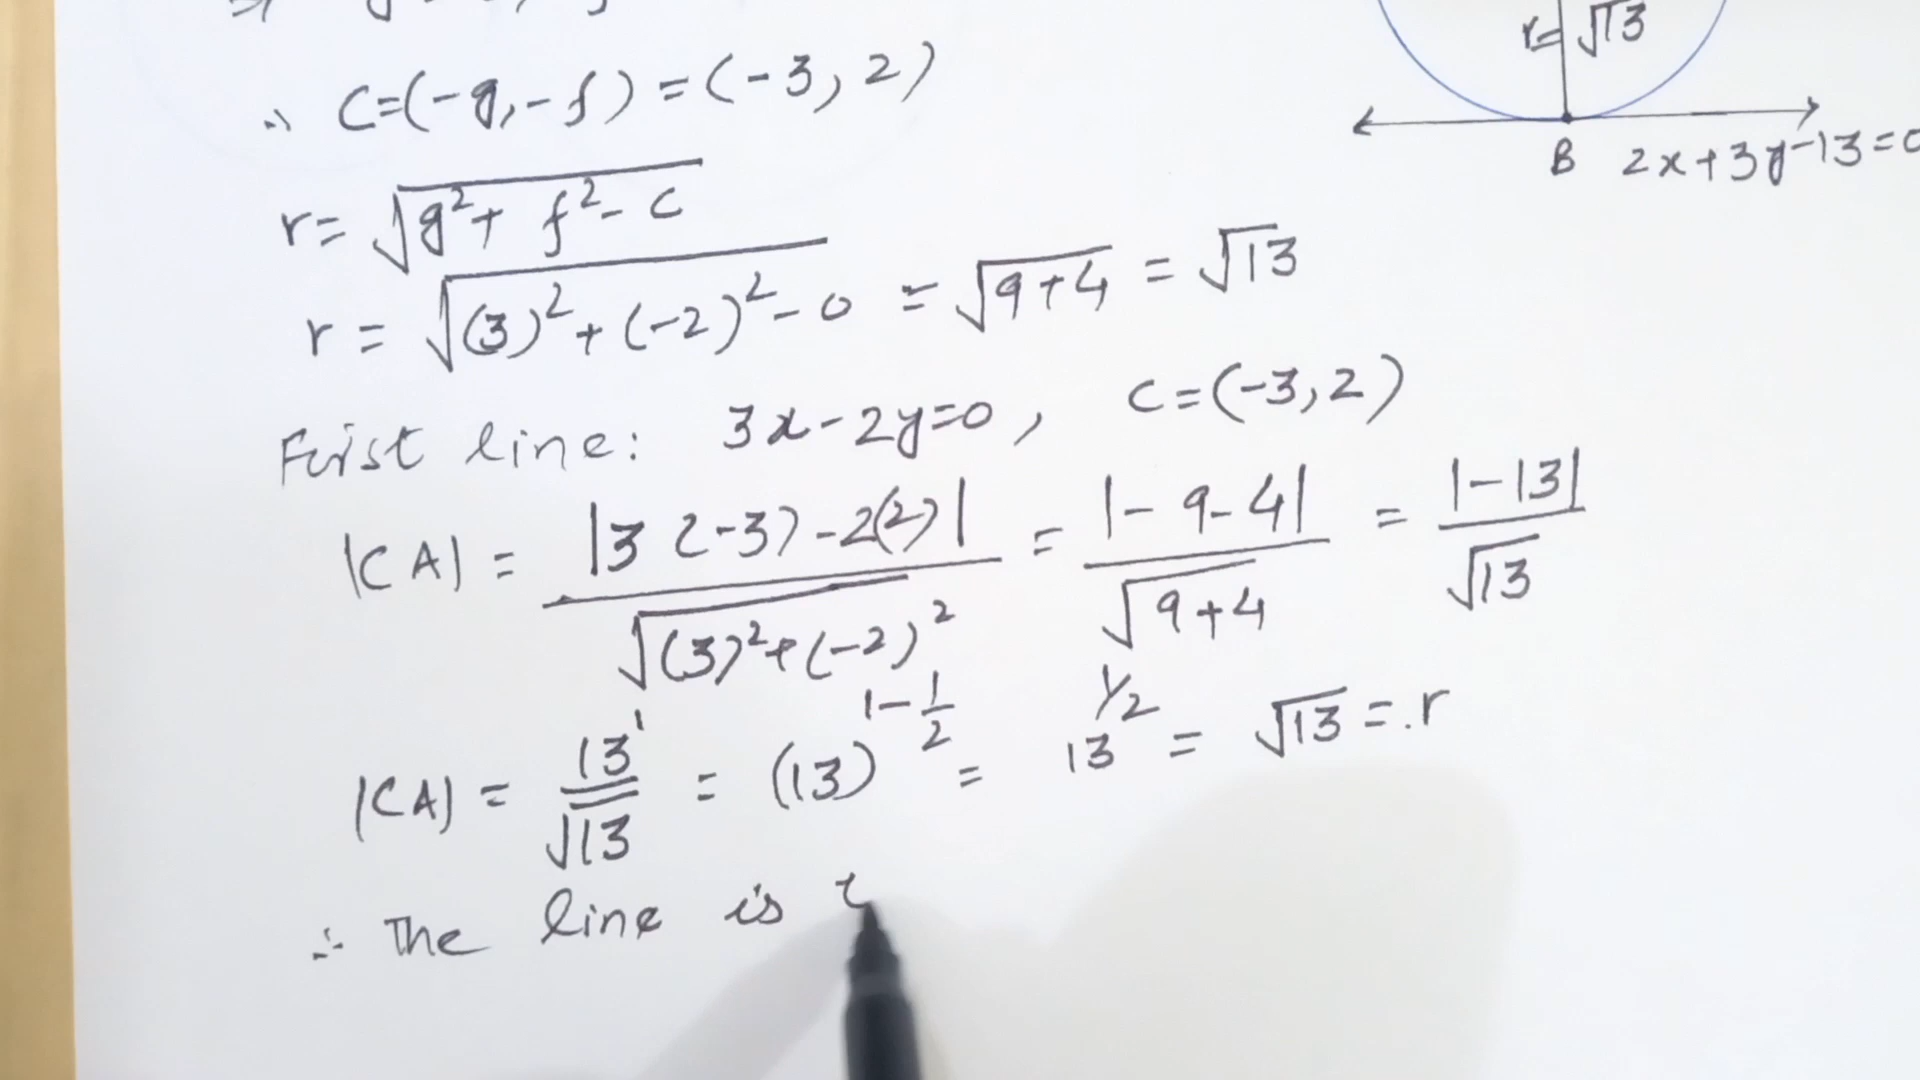 ∴ C=(-g,-f) = (-3, 2)
r= √13
B 2x+3y-13=0
r= √(g²+ f²- c)
r = √((3)²+(-2)²-0) = √(9+4) = √13
First line: 3x-2y=0, C=(-3,2)
|CA| = |3(-3)-2(2)| / √((3)²+(-2)²) = |-9-4| / √(9+4) = |-13| / √13
|CA| = 13¹/√13 = (13)^(1-1/2) = 13^(1/2) = √13 = r
∴ The line is t